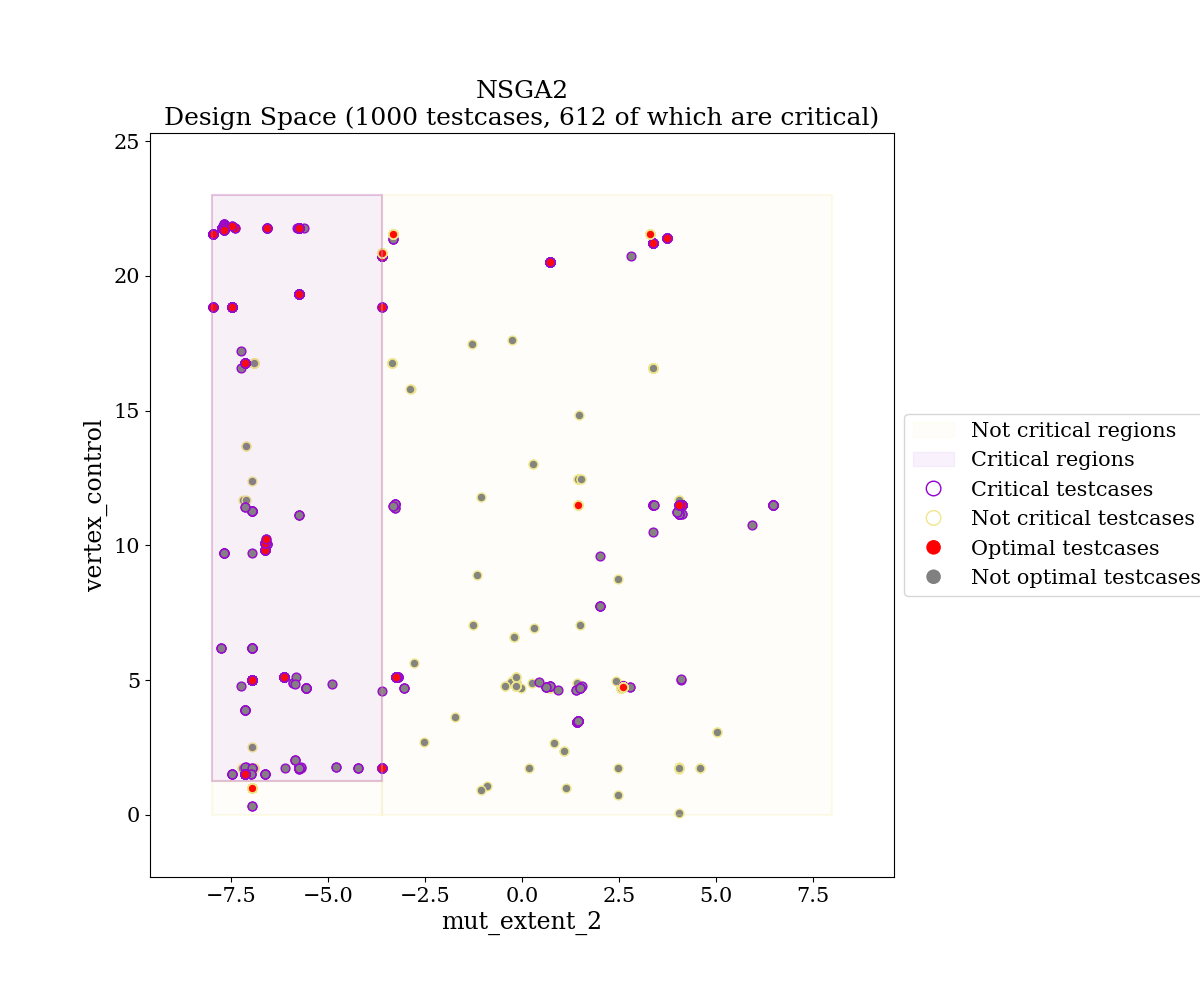 NSGA2
Design Space (1000 testcases, 612 of which are critical)
25
20
15
10
5
0
vertex_control
−7.5
−5.0
−2.5
0.0
2.5
5.0
7.5
mut_extent_2
Not critical regions
Critical regions
Critical testcases
Not critical testcases
Optimal testcases
Not optimal testcases